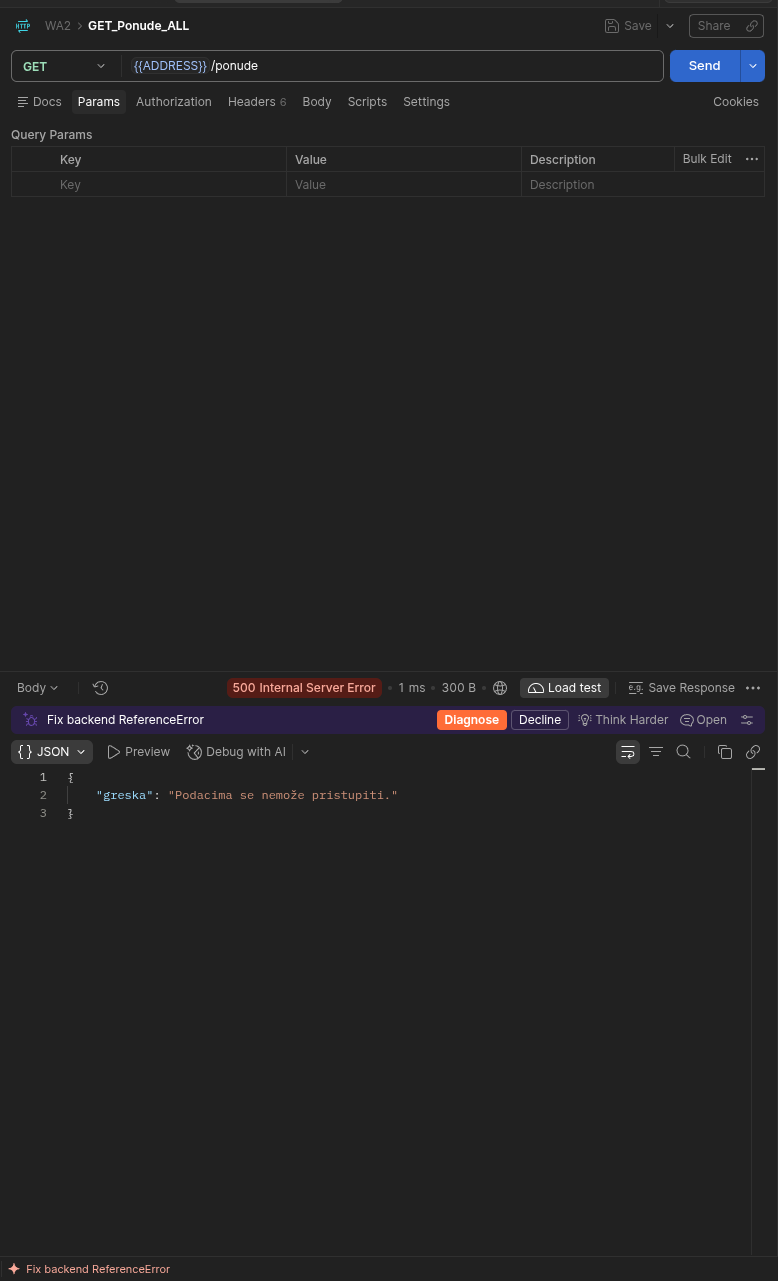 HTTP WA2 > GET_Ponude_ALL Save Share
GET {{ADDRESS}} /ponude Send
Docs Params Authorization Headers 6 Body Scripts Settings Cookies
Query Params
Key Value Description Bulk Edit
Key Value Description
Body 500 Internal Server Error • 1 ms • 300 B • e.g. Load test Save Response
Fix backend ReferenceError Diagnose Decline Think Harder Open
{} JSON Preview Debug with AI
1 {
2 "greska": "Podacima se nemože pristupiti."
3 }
Fix backend ReferenceError